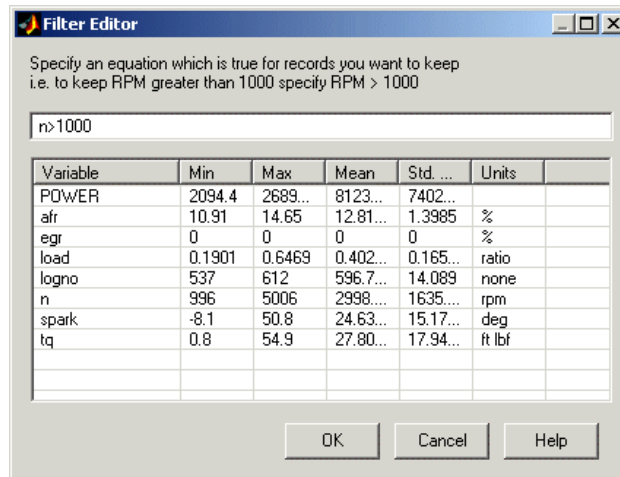 Filter Editor
Specify an equation which is true for records you want to keep
i.e. to keep RPM greater than 1000 specify RPM > 1000
n>1000
Variable Min Max Mean Std. ... Units
POWER 2094.4 2689... 8123... 7402...
afr 10.91 14.65 12.81... 1.3985 %
egr 0 0 0 0 %
load 0.1901 0.6469 0.402... 0.165... ratio
logno 537 612 596.7... 14.089 none
n 996 5006 2998.... 1635.... rpm
spark -8.1 50.8 24.63... 15.17... deg
tq 0.8 54.9 27.80... 17.94... ft lbf
OK Cancel Help